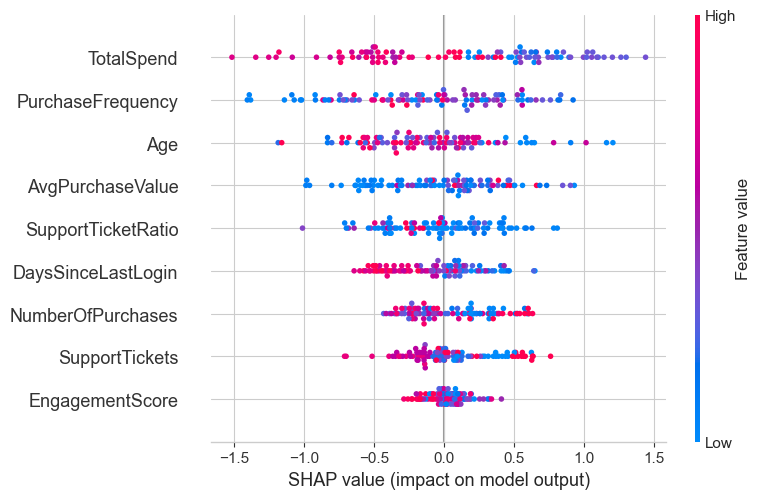 High
TotalSpend
PurchaseFrequency
Age
AvgPurchaseValue
SupportTicketRatio
DaysSinceLastLogin
NumberOfPurchases
SupportTickets
EngagementScore
Feature value
Low
−1.5 −1.0 −0.5 0.0 0.5 1.0 1.5
SHAP value (impact on model output)